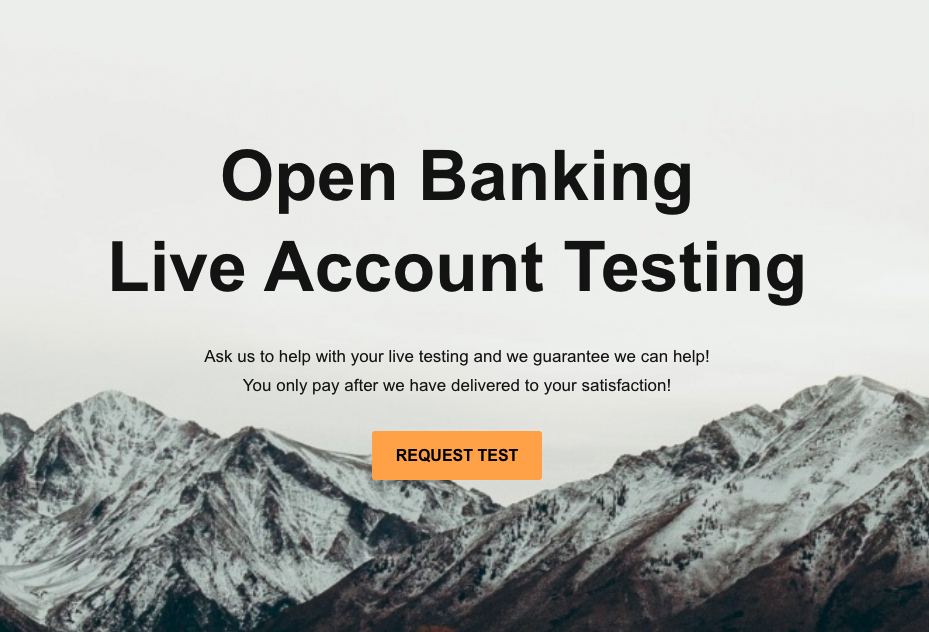 Open Banking
Live Account Testing
Ask us to help with your live testing and we guarantee we can help!
You only pay after we have delivered to your satisfaction!
REQUEST TEST